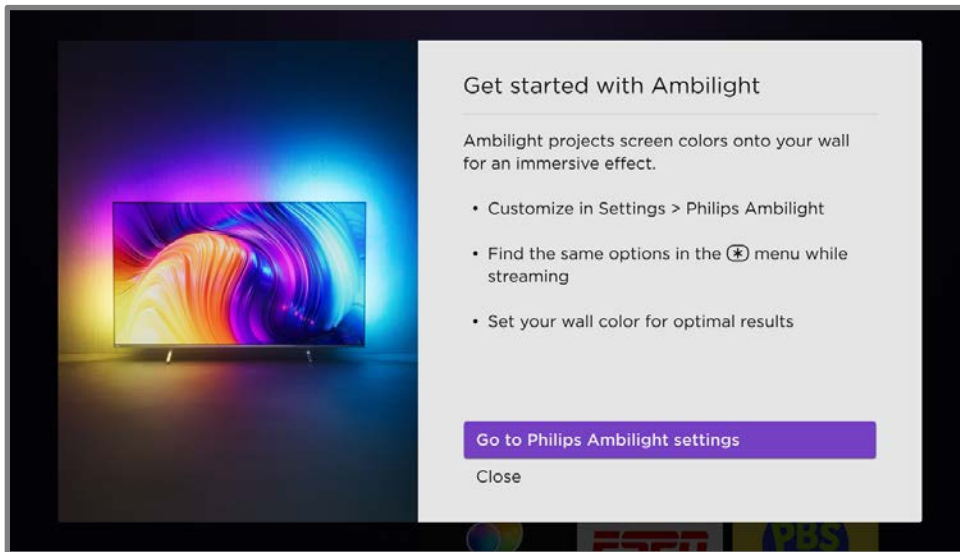 Get started with Ambilight
Ambilight projects screen colors onto your wall
for an immersive effect.
• Customize in Settings > Philips Ambilight
• Find the same options in the ✱ menu while
streaming
• Set your wall color for optimal results
Go to Philips Ambilight settings
Close
ESPN
PBS